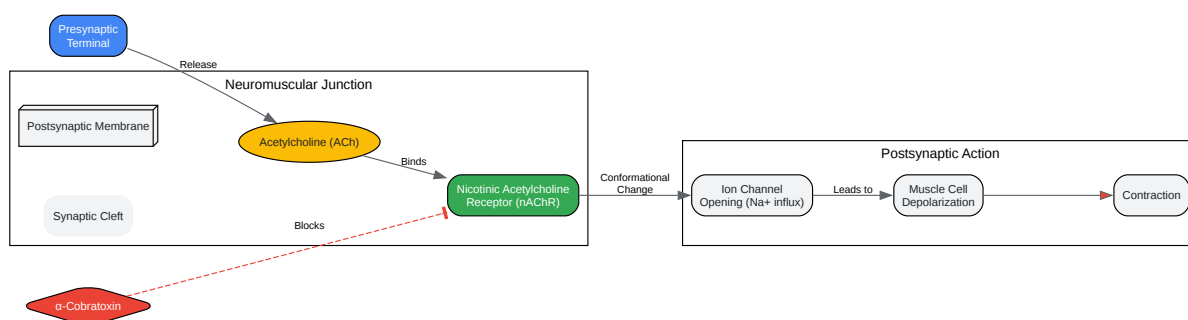 Presynaptic
Terminal
Release
Neuromuscular Junction
Postsynaptic Membrane
Acetylcholine (ACh)
Binds
Nicotinic Acetylcholine
Receptor (nAChR)
Synaptic Cleft
Blocks
α-Cobratoxin
Conformational
Change
Postsynaptic Action
Ion Channel
Opening (Na+ influx)
Leads to
Muscle Cell
Depolarization
Contraction